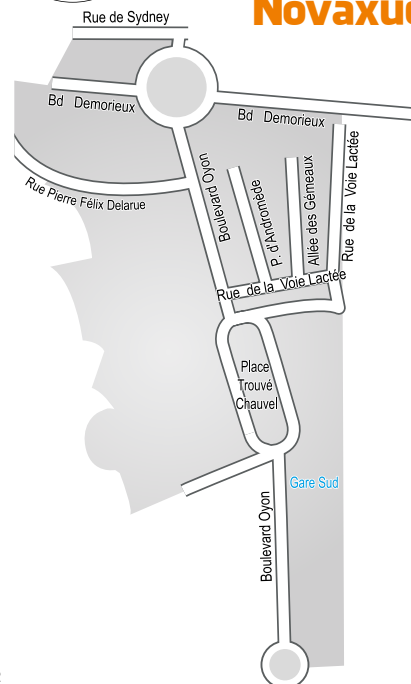 Novaxud
Rue de Sydney
Bd Demorieux
Bd Demorieux
Rue Pierre Félix Delarue
Boulevard Oyon
P. d'Andromède
Allée des Gémeaux
Rue de la Voie Lactée
Rue de la Voie Lactée
Place
Trouvé
Chauvel
Gare Sud
Boulevard Oyon